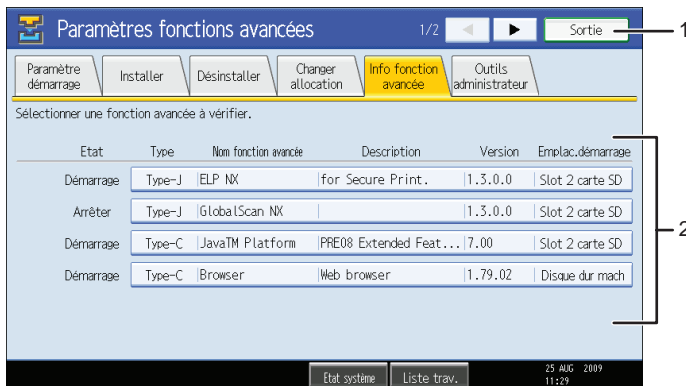 Paramètres fonctions avancées 1/2 Sortie 1
Paramètre démarrage
Installer
Désinstaller
Changer allocation
Info fonction avancée
Outils administrateur
Sélectionner une fonction avancée à vérifier.
Etat Type Nom fonction avancée Description Version Emplac.démarrage
Démarrage Type-J ELP NX for Secure Print. 1.3.0.0 Slot 2 carte SD
Arrêter Type-J GlobalScan NX 1.3.0.0 Slot 2 carte SD
2
Démarrage Type-C JavaTM Platform PRE08 Extended Feat... 7.00 Slot 2 carte SD
Démarrage Type-C Browser Web browser 1.79.02 Disque dur mach
Etat système Liste trav. 25 AUG 2009
11:29